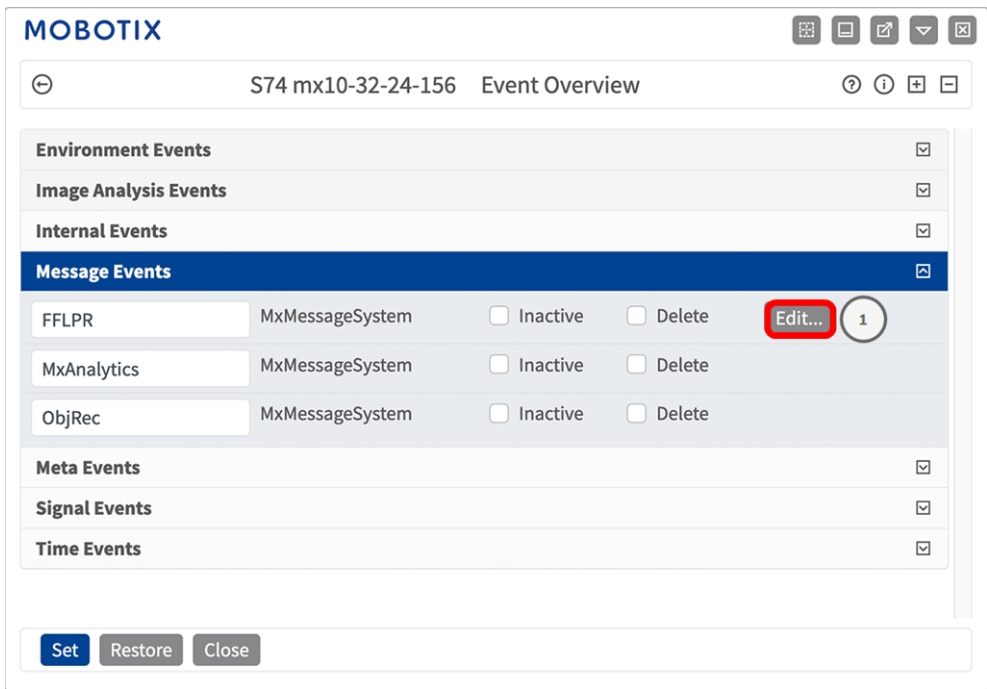 MOBOTIX
S74 mx10-32-24-156 Event Overview
Environment Events
Image Analysis Events
Internal Events
Message Events
FFLPR MxMessageSystem Inactive Delete Edit... 1
MxAnalytics MxMessageSystem Inactive Delete
ObjRec MxMessageSystem Inactive Delete
Meta Events
Signal Events
Time Events
Set Restore Close